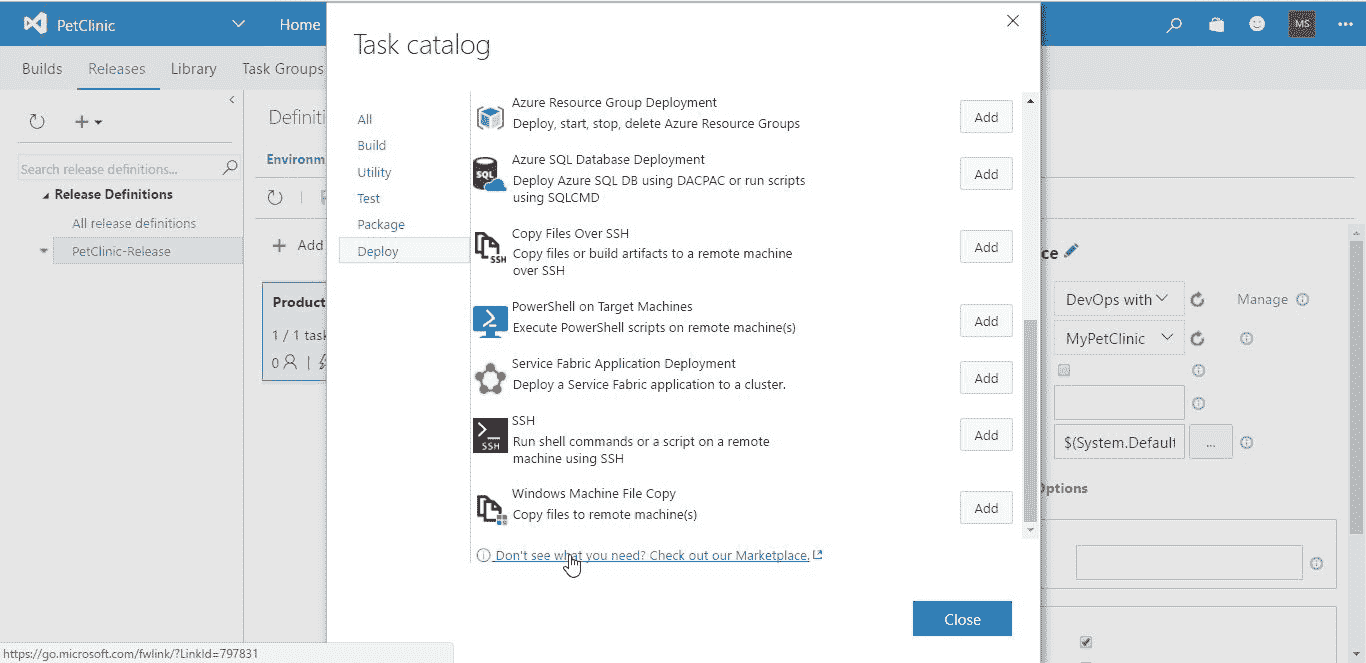 PetClinic
Home
MS
Builds
Releases
Library
Task Groups
Search release definitions...
Release Definitions
All release definitions
PetClinic-Release
Definiti
Environm
Add
Product
1 / 1 task
0
Task catalog
All
Build
Utility
Test
Package
Deploy
Azure Resource Group Deployment
Deploy, start, stop, delete Azure Resource Groups
Add
Azure SQL Database Deployment
Deploy Azure SQL DB using DACPAC or run scripts
using SQLCMD
Add
SQL
Copy Files Over SSH
Copy files or build artifacts to a remote machine
over SSH
Add
SSH
PowerShell on Target Machines
Execute PowerShell scripts on remote machine(s)
Add
Service Fabric Application Deployment
Deploy a Service Fabric application to a cluster.
Add
SSH
Run shell commands or a script on a remote
machine using SSH
Add
SSH
Windows Machine File Copy
Copy files to remote machine(s)
Add
Don't see what you need? Check out our Marketplace.
Close
ce
DevOps with
Manage
MyPetClinic
$(System.Default
...
Options
https://go.microsoft.com/fwlink/?LinkId=797831